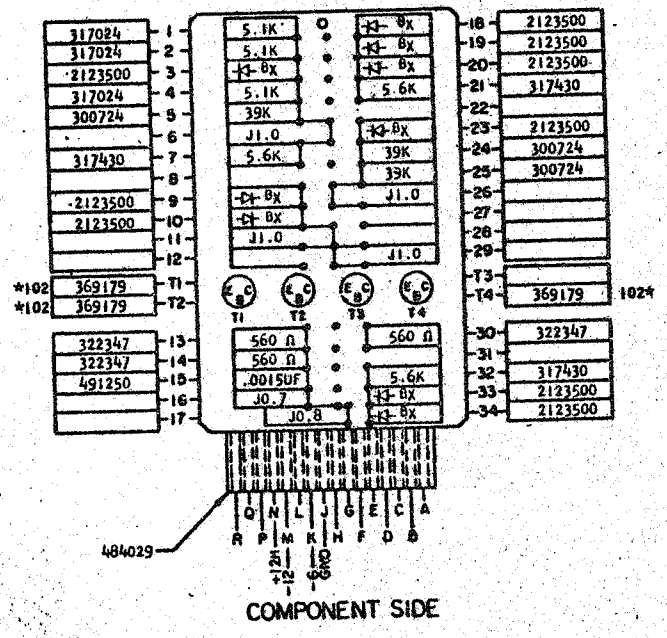 317024 1 5.1K 8X 18 2123500
317024 2 5.1K 8X 19 2123500
2123500 3 8X 8X 20 2123500
317024 4 5.1K 5.6K 21 317430
300724 5 39K 22
6 J1.0 8X 23 2123500
317430 7 5.6K 39K 24 300724
8 39K 25 300724
2123500 9 8X J1.0 26
2123500 10 8X 27
11 J1.0 28
12 J1.0 29
*102 369179 T1 E B C E B C E B C E B C T3
*102 369179 T2 T4 369179 102*
T1 T2 T3 T4
322347 13 560 Ω 560 Ω 30 322347
322347 14 560 Ω 31
491250 15 .0015UF 5.6K 32 317430
16 J0.7 8X 33 2123500
17 J0.8 8X 34 2123500
R Q P N M L K J H G F E D C B A
484029
+12M -12 -6 GRD
COMPONENT SIDE